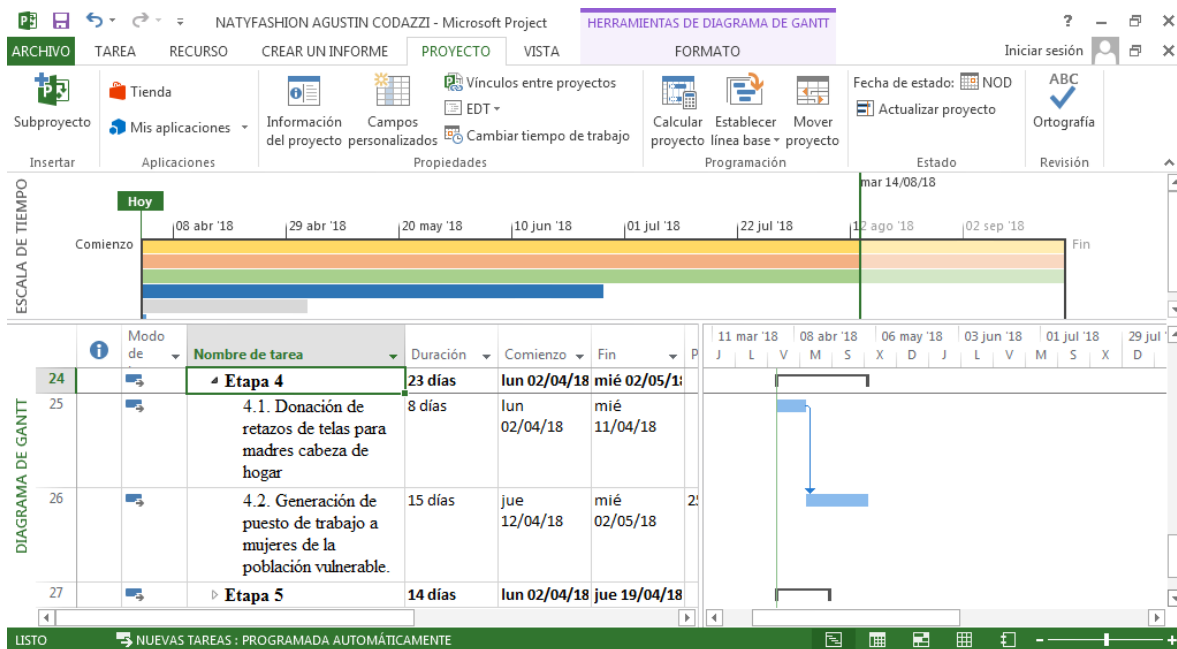 NATYFASHION AGUSTIN CODAZZI - Microsoft Project
HERRAMIENTAS DE DIAGRAMA DE GANTT
?
ARCHIVO TAREA RECURSO CREAR UN INFORME PROYECTO VISTA FORMATO Iniciar sesión
Subproyecto
Insertar
Tienda
Mis aplicaciones
Aplicaciones
Información del proyecto
Campos personalizados
Vínculos entre proyectos
EDT
Cambiar tiempo de trabajo
Propiedades
Calcular proyecto
Establecer línea base
Mover proyecto
Programación
Fecha de estado: NOD
Actualizar proyecto
Estado
ABC
Ortografía
Revisión
ESCALA DE TIEMPO
mar 14/08/18
Hoy
08 abr '18 29 abr '18 20 may '18 10 jun '18 01 jul '18 22 jul '18 12 ago '18 02 sep '18
Comienzo
Fin
DIAGRAMA DE GANTT
Modo de
Nombre de tarea Duración Comienzo Fin P
11 mar '18 08 abr '18 06 may '18 03 jun '18 01 jul '18 29 jul '
J L V M S X D J L V M S X D
24 Etapa 4 23 días lun 02/04/18 mié 02/05/1
25 4.1. Donación de retazos de telas para madres cabeza de hogar 8 días lun 02/04/18 mié 11/04/18
26 4.2. Generación de puesto de trabajo a mujeres de la población vulnerable. 15 días jue 12/04/18 mié 02/05/18 25
27 Etapa 5 14 días lun 02/04/18 jue 19/04/18
LISTO NUEVAS TAREAS : PROGRAMADA AUTOMÁTICAMENTE